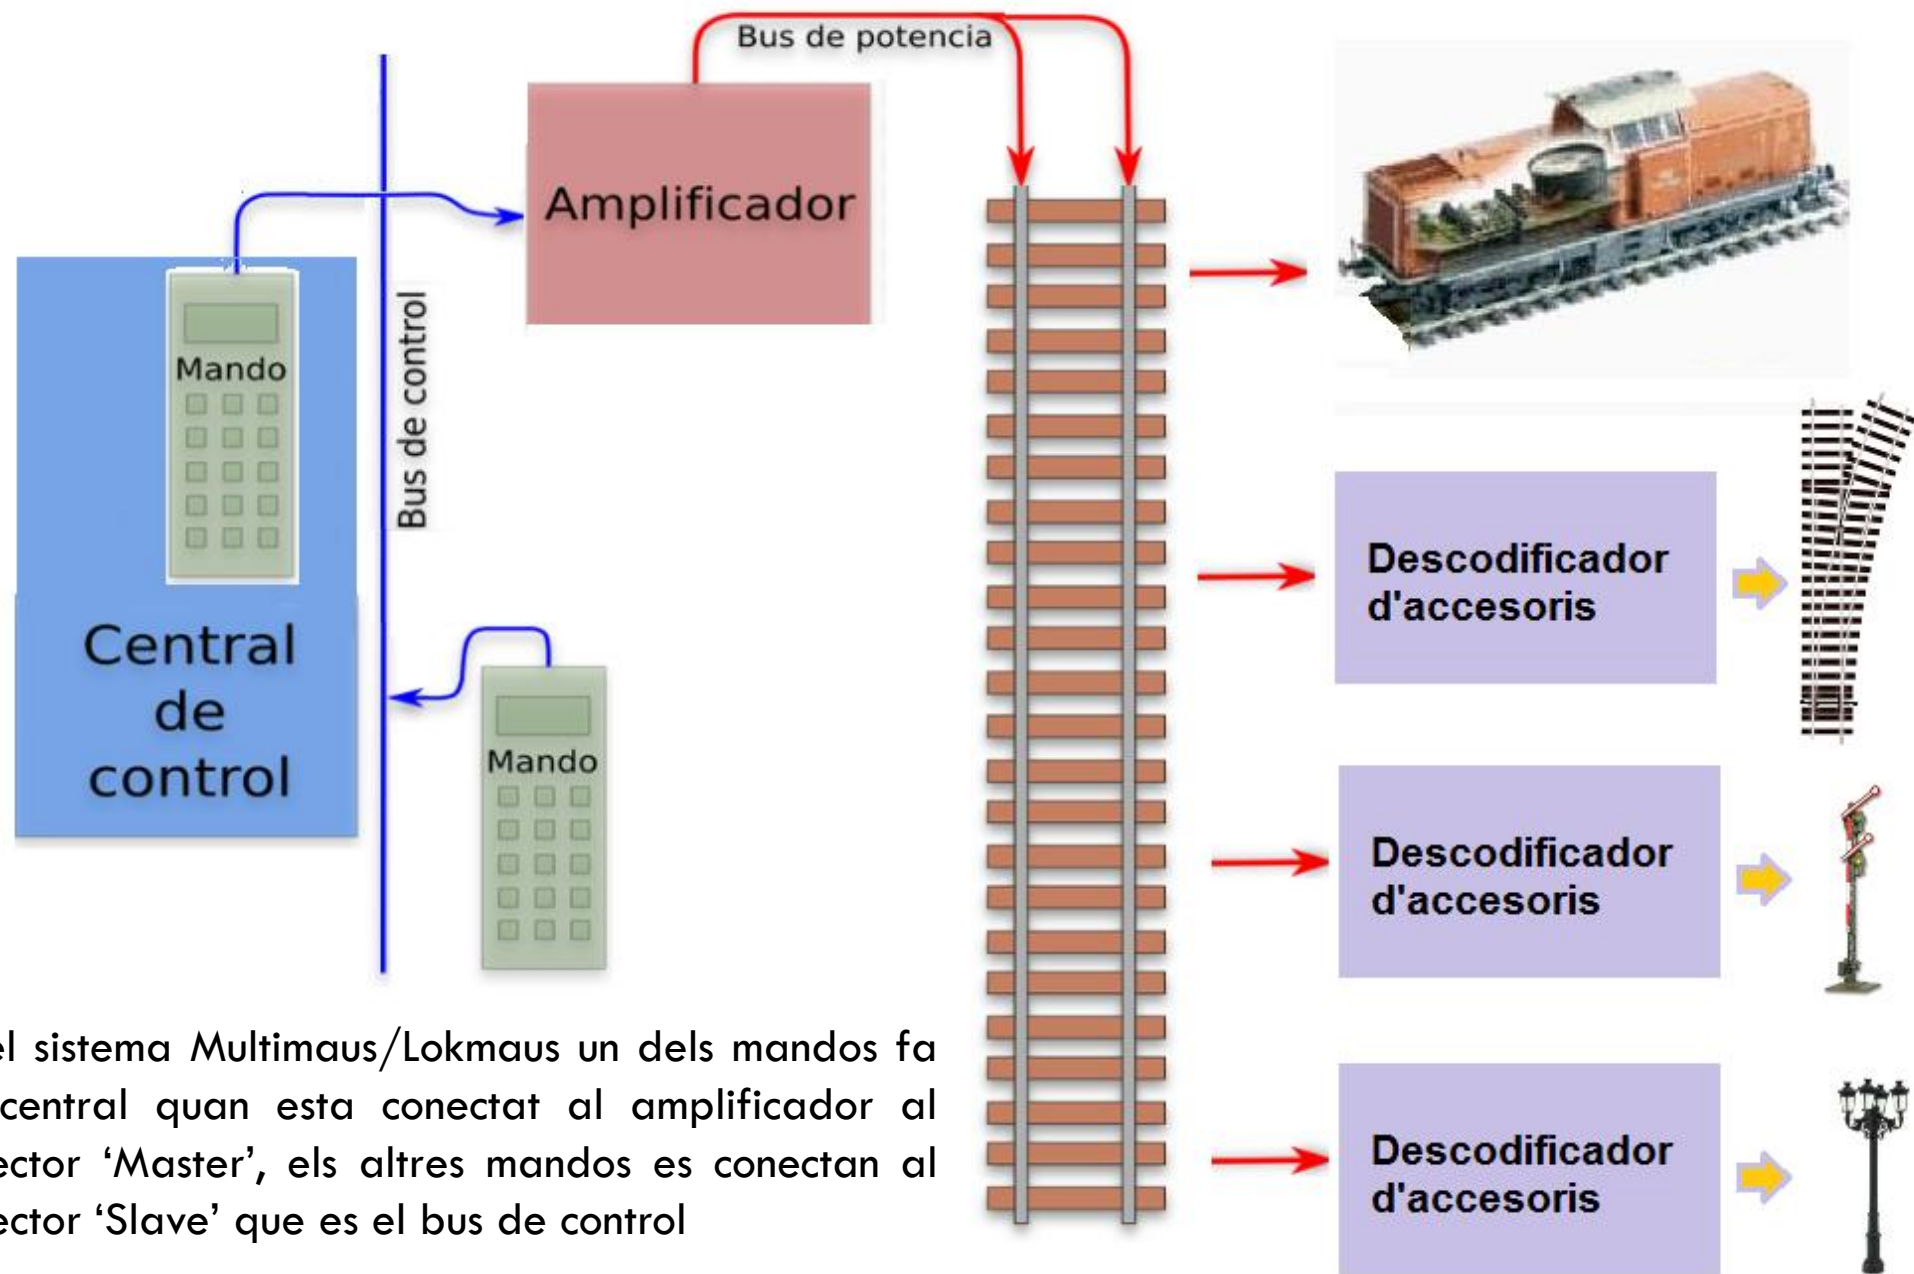 Bus de potencia
Amplificador
Mando
Bus de control
Central
de
control
Mando
Descodificador
d'accesoris
Descodificador
d'accesoris
Descodificador
d'accesoris
el sistema Multimaus/Lokmaus un dels mandos fa
central quan esta conectat al amplificador al
ector ‘Master’, els altres mandos es conectan al
ector ‘Slave’ que es el bus de control